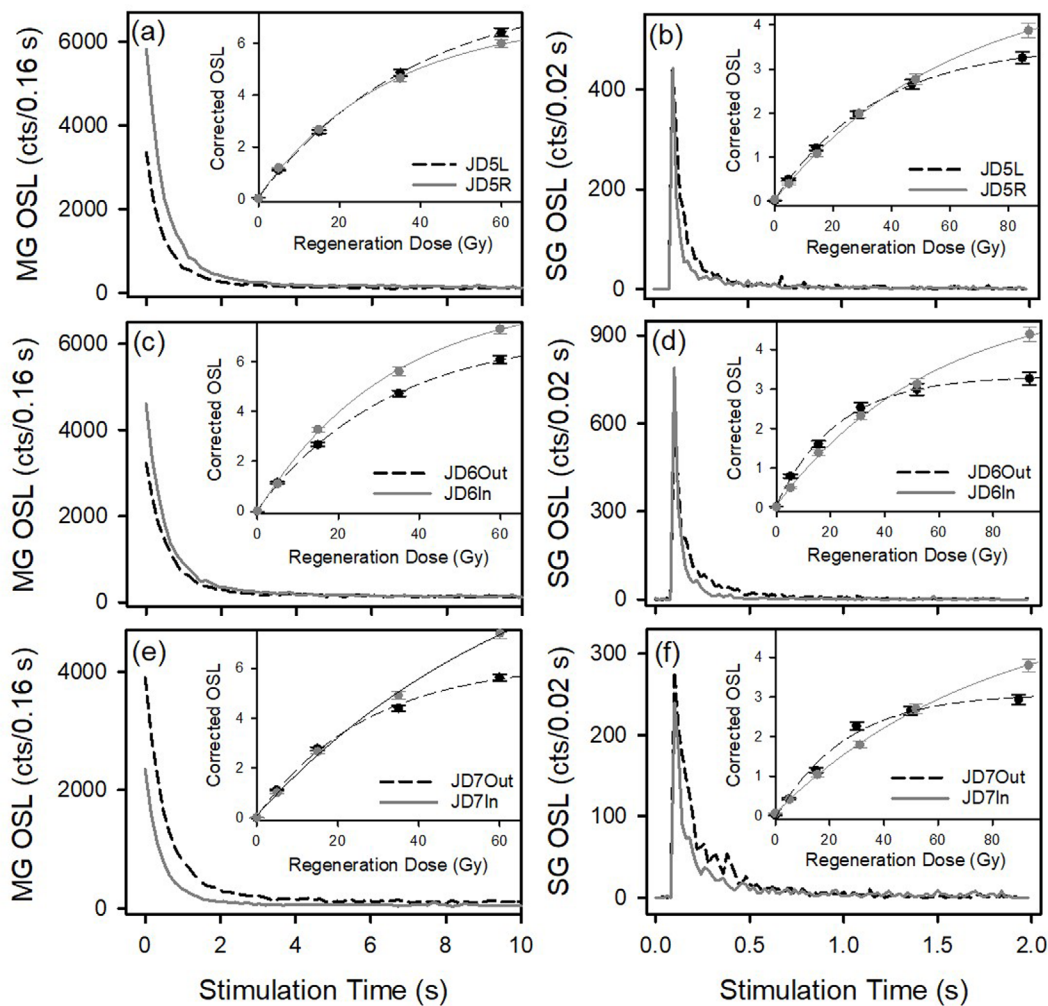 (a)
MG OSL (cts/0.16 s)
6000
4000
2000
0
Corrected OSL
6
4
2
0
JD5L
JD5R
0 20 40 60
Regeneration Dose (Gy)
(b)
SG OSL (cts/0.02 s)
400
200
0
Corrected OSL
4
3
2
1
0
JD5L
JD5R
0 20 40 60 80
Regeneration Dose (Gy)
(c)
MG OSL (cts/0.16 s)
6000
4000
2000
0
Corrected OSL
6
4
2
0
JD6Out
JD6In
0 20 40 60
Regeneration Dose (Gy)
(d)
SG OSL (cts/0.02 s)
900
600
300
0
Corrected OSL
4
3
2
1
0
JD6Out
JD6In
0 20 40 60 80
Regeneration Dose (Gy)
(e)
MG OSL (cts/0.16 s)
4000
2000
0
Corrected OSL
6
4
2
0
JD7Out
JD7In
0 20 40 60
Regeneration Dose (Gy)
0 2 4 6 8 10
Stimulation Time (s)
(f)
SG OSL (cts/0.02 s)
300
200
100
0
Corrected OSL
4
3
2
1
0
JD7Out
JD7In
0 20 40 60 80
Regeneration Dose (Gy)
0.0 0.5 1.0 1.5 2.0
Stimulation Time (s)